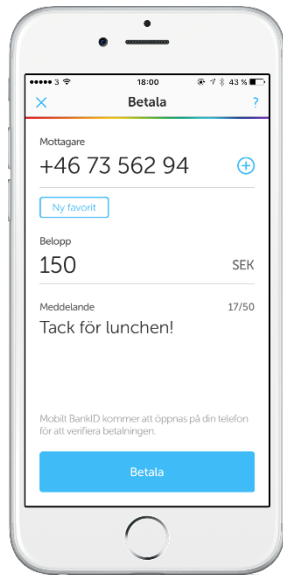 3 18:00 43 %
Betala ?
Mottagare
+46 73 562 94
Ny favorit
Belopp
150 SEK
Meddelande 17/50
Tack för lunchen!
Mobilt BankID kommer att öppnas på din telefon
för att verifiera betalningen.
Betala